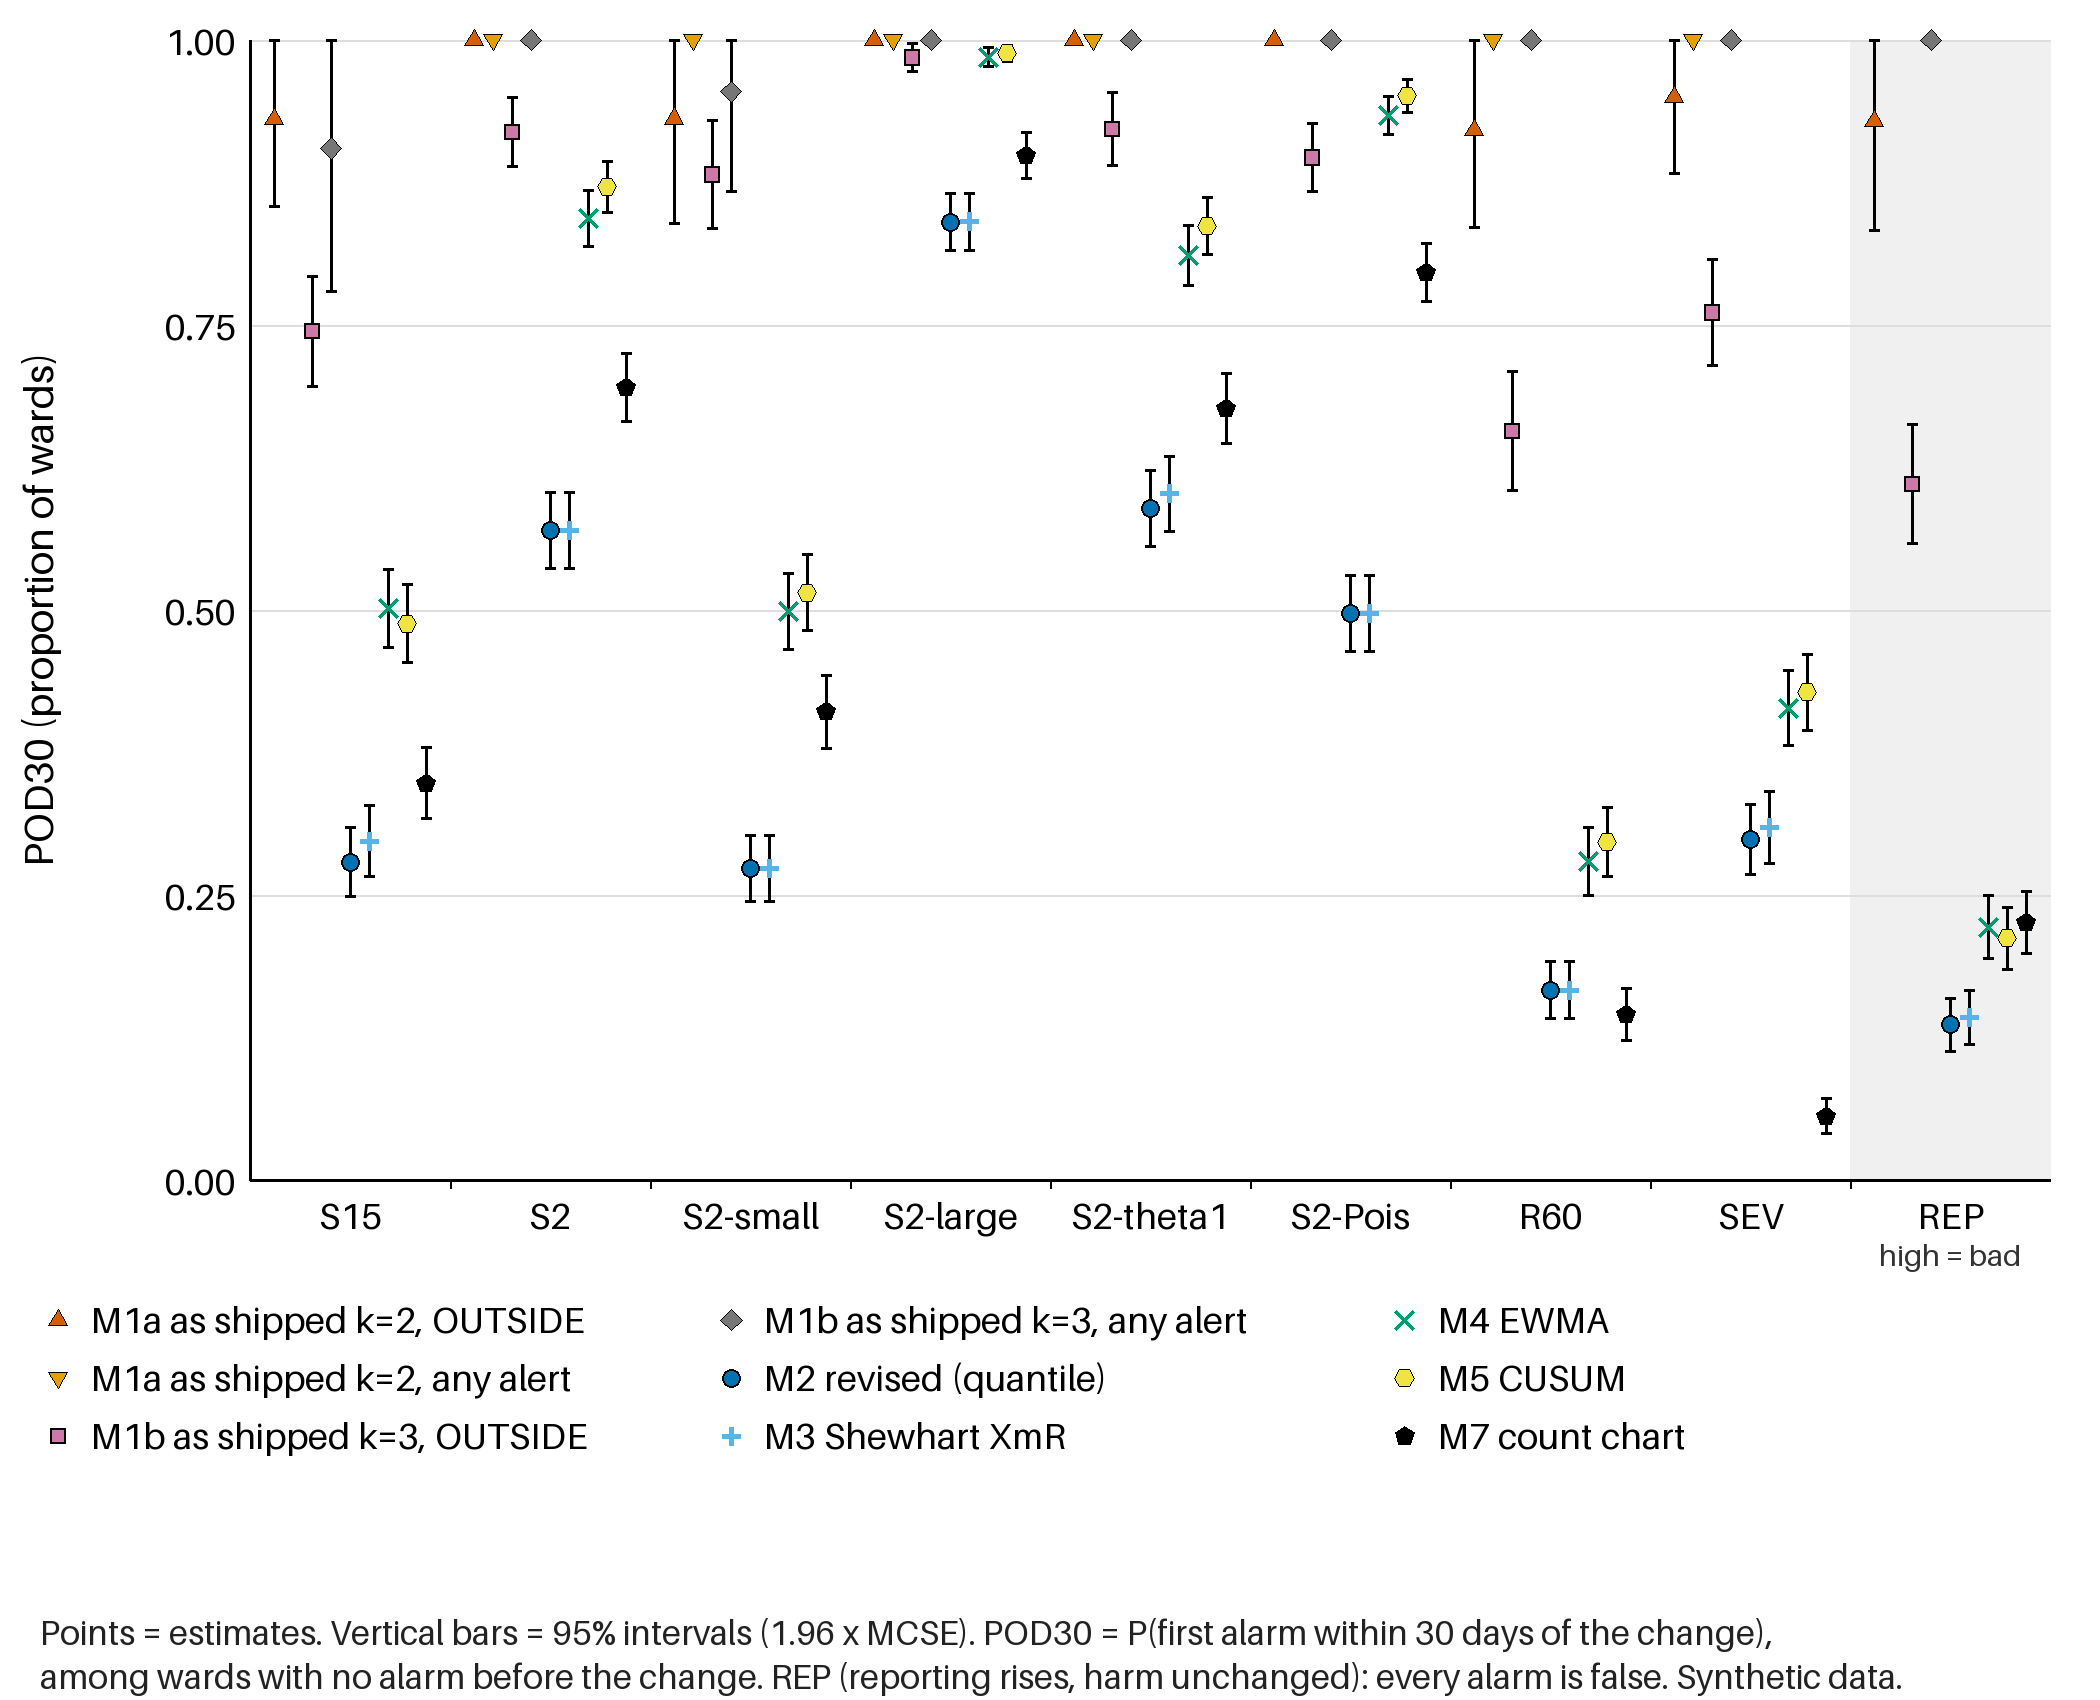 1.00
0.75
0.50
0.25
0.00
POD30 (proportion of wards)
S15 S2 S2-small S2-large S2-theta1 S2-Pois R60 SEV REP
high = bad
M1a as shipped k=2, OUTSIDE
M1a as shipped k=2, any alert
M1b as shipped k=3, OUTSIDE
M1b as shipped k=3, any alert
M2 revised (quantile)
M3 Shewhart XmR
M4 EWMA
M5 CUSUM
M7 count chart
Points = estimates. Vertical bars = 95% intervals (1.96 x MCSE). POD30 = P(first alarm within 30 days of the change),
among wards with no alarm before the change. REP (reporting rises, harm unchanged): every alarm is false. Synthetic data.